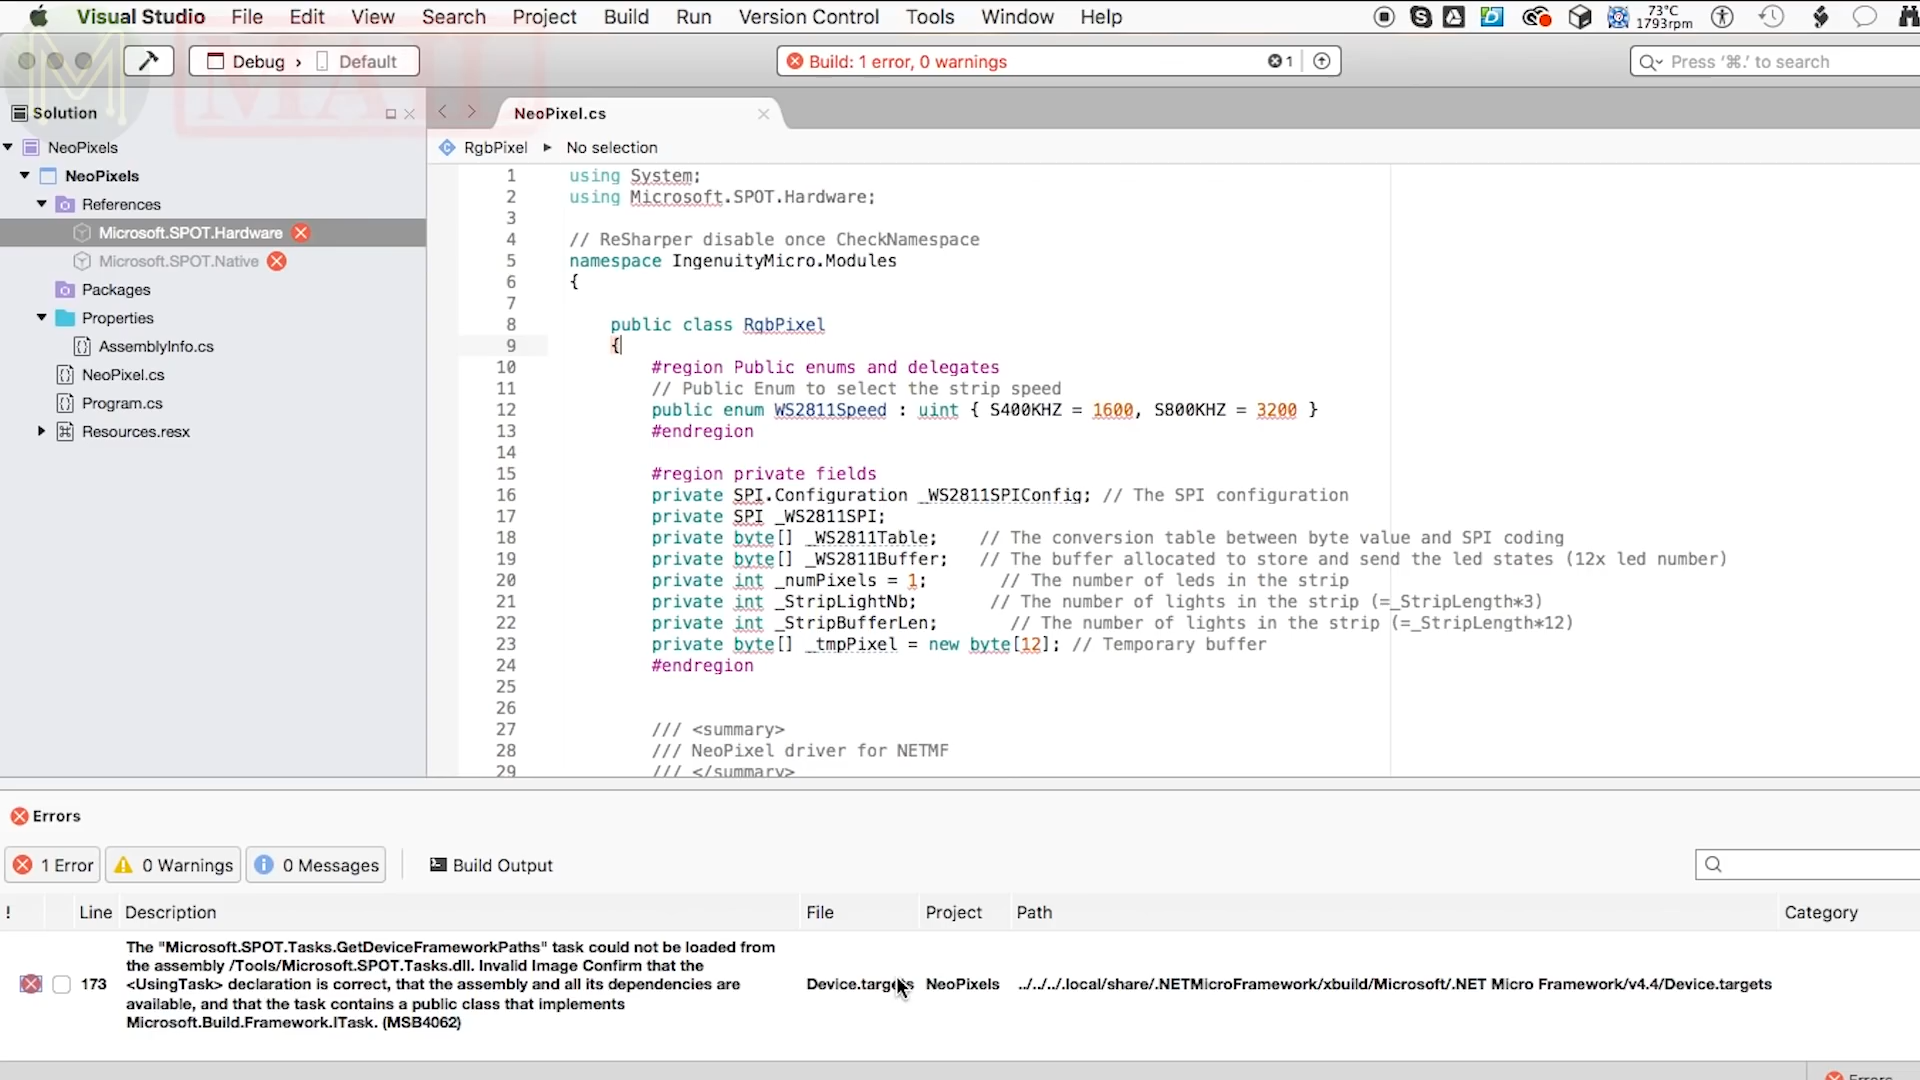 Visual Studio File Edit View Search Project Build Run Version Control Tools Window Help 73°C
1793rpm
Debug › Default Build: 1 error, 0 warnings 1 Press '⌘.' to search
Solution
NeoPixel.cs
NeoPixels
RgbPixel ▸ No selection
NeoPixels
References
Microsoft.SPOT.Hardware
Microsoft.SPOT.Native
Packages
Properties
AssemblyInfo.cs
NeoPixel.cs
Program.cs
Resources.resx
1 using System;
2 using Microsoft.SPOT.Hardware;
3
4 // ReSharper disable once CheckNamespace
5 namespace IngenuityMicro.Modules
6 {
7
8 public class RgbPixel
9 {
10 #region Public enums and delegates
11 // Public Enum to select the strip speed
12 public enum WS2811Speed : uint { S400KHZ = 1600, S800KHZ = 3200 }
13 #endregion
14
15 #region private fields
16 private SPI.Configuration _WS2811SPIConfig; // The SPI configuration
17 private SPI _WS2811SPI;
18 private byte[] _WS2811Table; // The conversion table between byte value and SPI coding
19 private byte[] _WS2811Buffer; // The buffer allocated to store and send the led states (12x led number)
20 private int _numPixels = 1; // The number of leds in the strip
21 private int _StripLightNb; // The number of lights in the strip (=_StripLength*3)
22 private int _StripBufferLen; // The number of lights in the strip (=_StripLength*12)
23 private byte[] _tmpPixel = new byte[12]; // Temporary buffer
24 #endregion
25
26
27 /// <summary>
28 /// NeoPixel driver for NETMF
29 /// </summary>
Errors
1 Error 0 Warnings 0 Messages Build Output
! Line Description File Project Path Category
The "Microsoft.SPOT.Tasks.GetDeviceFrameworkPaths" task could not be loaded from
the assembly /Tools/Microsoft.SPOT.Tasks.dll. Invalid Image Confirm that the
173 <UsingTask> declaration is correct, that the assembly and all its dependencies are Device.targets NeoPixels ../../../.local/share/.NETMicroFramework/xbuild/Microsoft/.NET Micro Framework/v4.4/Device.targets
available, and that the task contains a public class that implements
Microsoft.Build.Framework.ITask. (MSB4062)
Errors